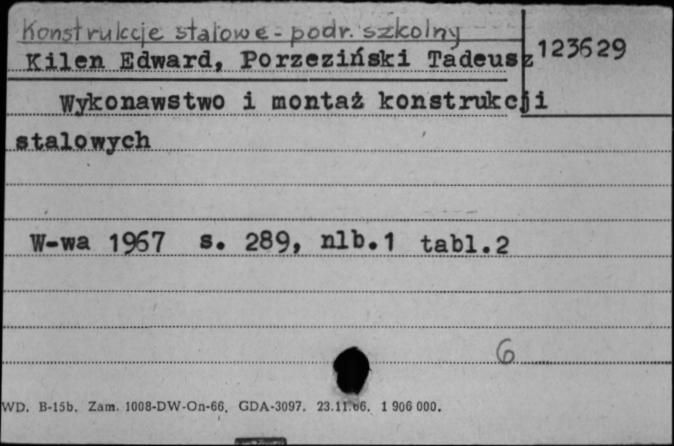 Konstrukcje stalowe - podr. szkolny
Kilen Edward, Porzeziński Tadeusz 123629
Wykonawstwo i montaż konstrukcji
stalowych
W-wa 1967 s. 289, nlb.1 tabl.2
6
WD. B-15b. Zam. 1008-DW-On-66. GDA-3097. 23.11.66. 1 906 000.